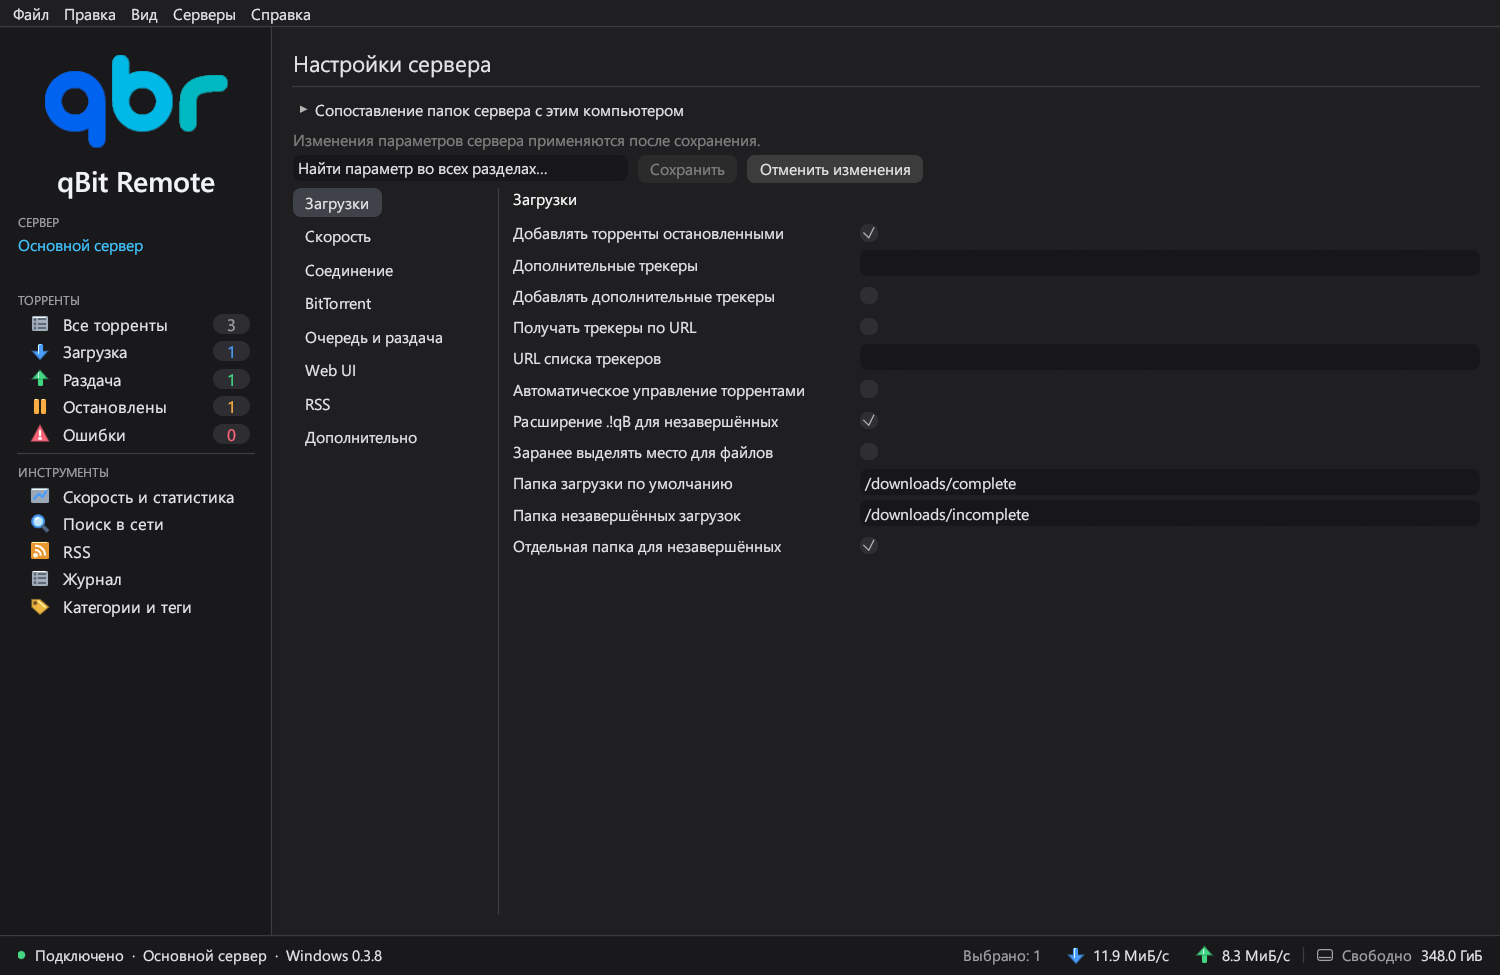 Файл Правка Вид Серверы Справка
qbr
qBit Remote
СЕРВЕР
Основной сервер
ТОРРЕНТЫ
Все торренты 3
Загрузка 1
Раздача 1
Остановлены 1
Ошибки 0
ИНСТРУМЕНТЫ
Скорость и статистика
Поиск в сети
RSS
Журнал
Категории и теги
Настройки сервера
Сопоставление папок сервера с этим компьютером
Изменения параметров сервера применяются после сохранения.
Найти параметр во всех разделах... Сохранить Отменить изменения
Загрузки
Скорость
Соединение
BitTorrent
Очередь и раздача
Web UI
RSS
Дополнительно
Загрузки
Добавлять торренты остановленными
Дополнительные трекеры
Добавлять дополнительные трекеры
Получать трекеры по URL
URL списка трекеров
Автоматическое управление торрентами
Расширение .!qB для незавершённых
Заранее выделять место для файлов
Папка загрузки по умолчанию /downloads/complete
Папка незавершённых загрузок /downloads/incomplete
Отдельная папка для незавершённых
Подключено · Основной сервер · Windows 0.3.8 Выбрано: 1 11.9 МиБ/с 8.3 МиБ/с Свободно 348.0 ГиБ